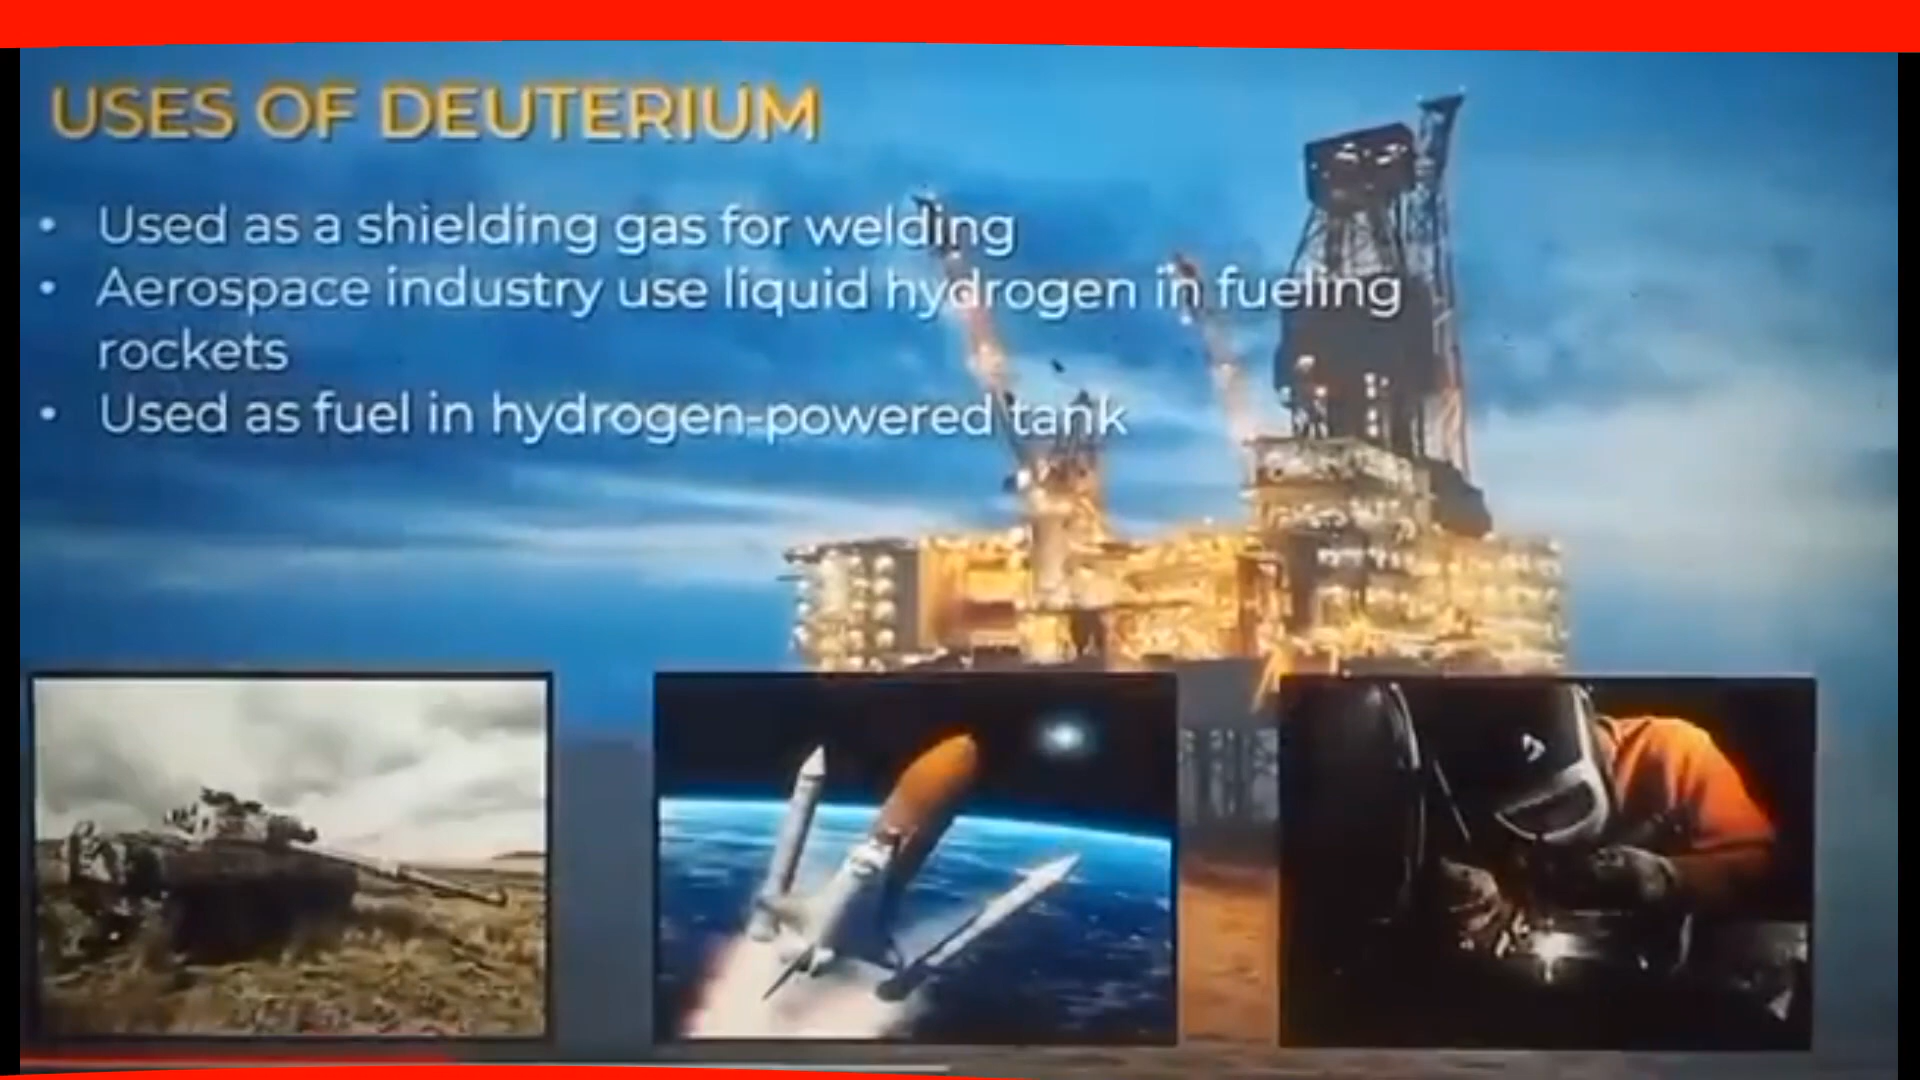 USES OF DEUTERIUM
• Used as a shielding gas for welding
• Aerospace industry use liquid hydrogen in fueling
rockets
• Used as fuel in hydrogen-powered tank